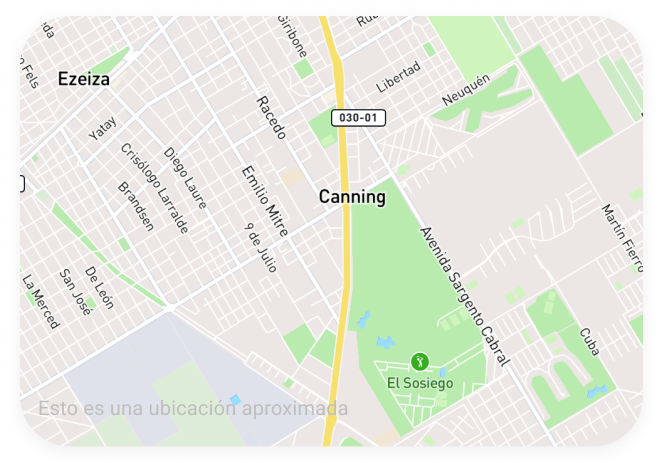 Giribone
Ezeiza
Libertad
Neuquén
030-01
Racedo
Yatay
Crisólogo Larralde
Diego Laure
Brandsen
Emilio Mitre
Canning
9 de Julio
Avenida Sargento Cabral
Martín Fierro
La Merced
San José
De León
Cuba
El Sosiego
Esto es una ubicación aproximada